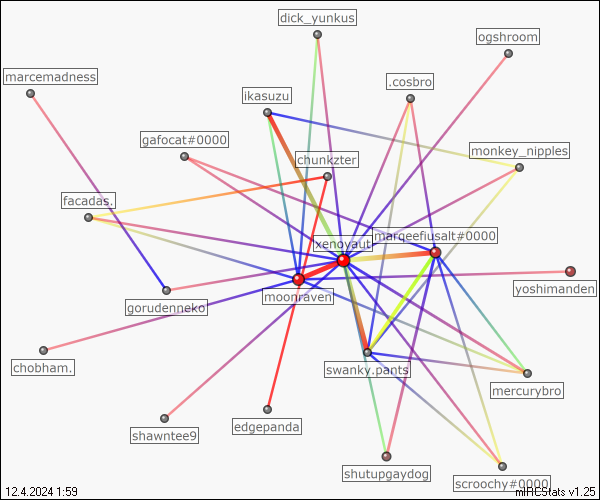 dick_yunkus
ogshroom
marcemadness
.cosbro
ikasuzu
gafocat#0000
monkey_nipples
chunkzter
facadas.
marqeefiusalt#0000
xenoyaut
yoshimanden
moonraven
gorudenneko
chobham.
swanky.pants
mercurybro
edgepanda
shawntee9
shutupgaydog
scroochy#0000
12.4.2024 1:59
mIRCStats v1.25